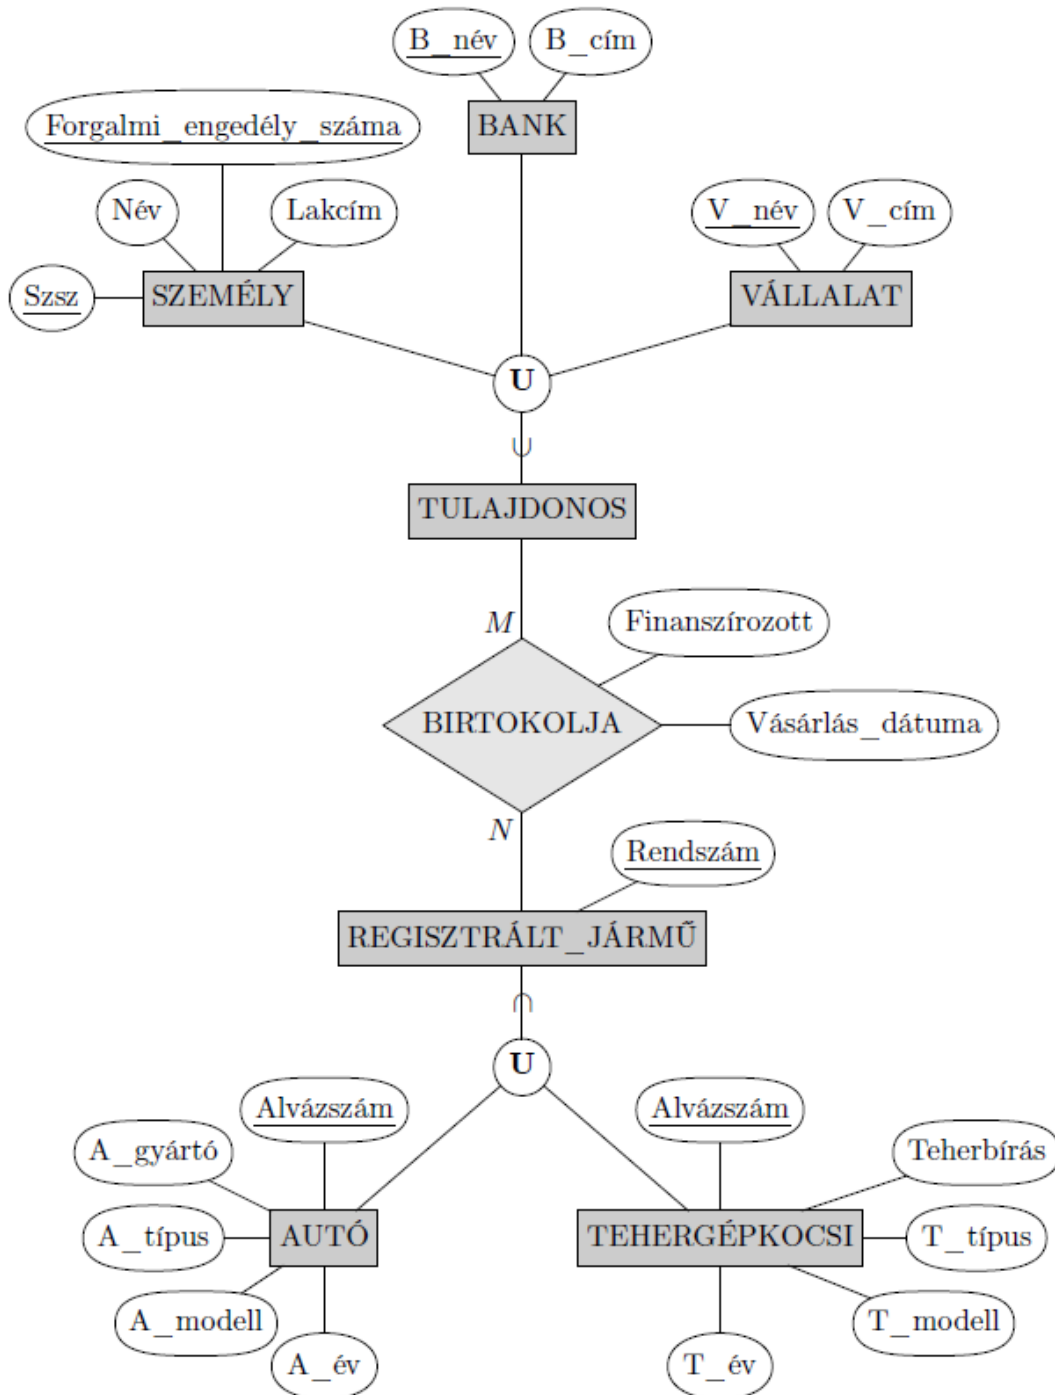 B_név B_cím
BANK
Forgalmi_engedély_száma
Név Lakcím
V_név V_cím
Szsz SZEMÉLY VÁLLALAT
U
∪
TULAJDONOS
M
Finanszírozott
BIRTOKOLJA Vásárlás_dátuma
N
Rendszám
REGISZTRÁLT_JÁRMŰ
∩
U
Alvázszám Alvázszám
A_gyártó Teherbírás
A_típus AUTÓ TEHERGÉPKOCSI T_típus
A_modell T_modell
A_év T_év